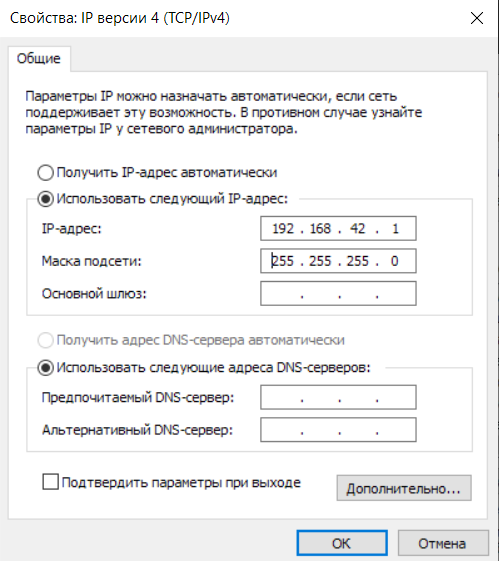 Свойства: IP версии 4 (TCP/IPv4)
Общие
Параметры IP можно назначать автоматически, если сеть
поддерживает эту возможность. В противном случае узнайте
параметры IP у сетевого администратора.
Получить IP-адрес автоматически
Использовать следующий IP-адрес:
IP-адрес: 192 . 168 . 42 . 1
Маска подсети: 255 . 255 . 255 . 0
Основной шлюз: . . .
Получить адрес DNS-сервера автоматически
Использовать следующие адреса DNS-серверов:
Предпочитаемый DNS-сервер: . . .
Альтернативный DNS-сервер: . . .
Подтвердить параметры при выходе
Дополнительно...
ОК Отмена